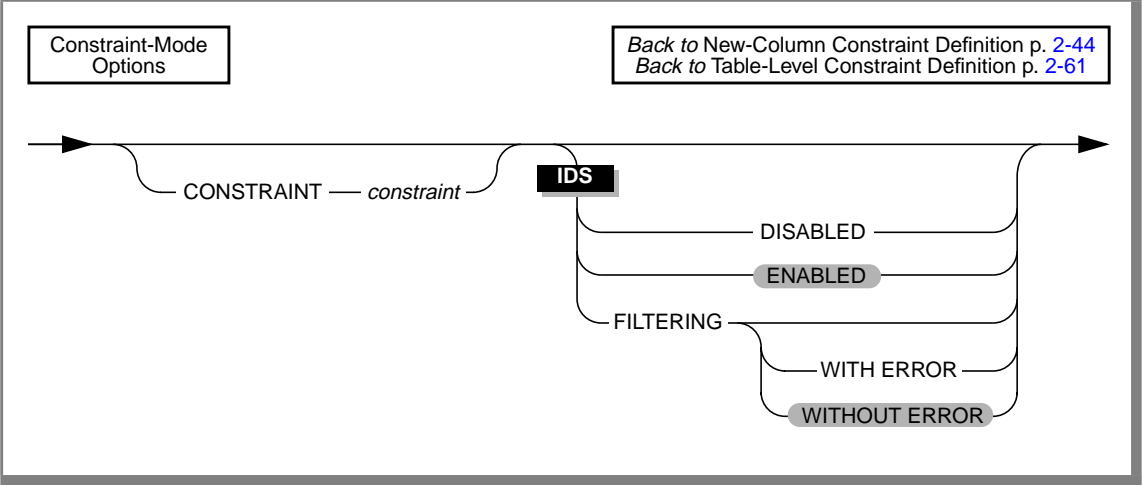 Constraint-Mode
Options
Back to New-Column Constraint Definition p. 2-44
Back to Table-Level Constraint Definition p. 2-61
CONSTRAINT constraint
IDS
DISABLED
ENABLED
FILTERING
WITH ERROR
WITHOUT ERROR